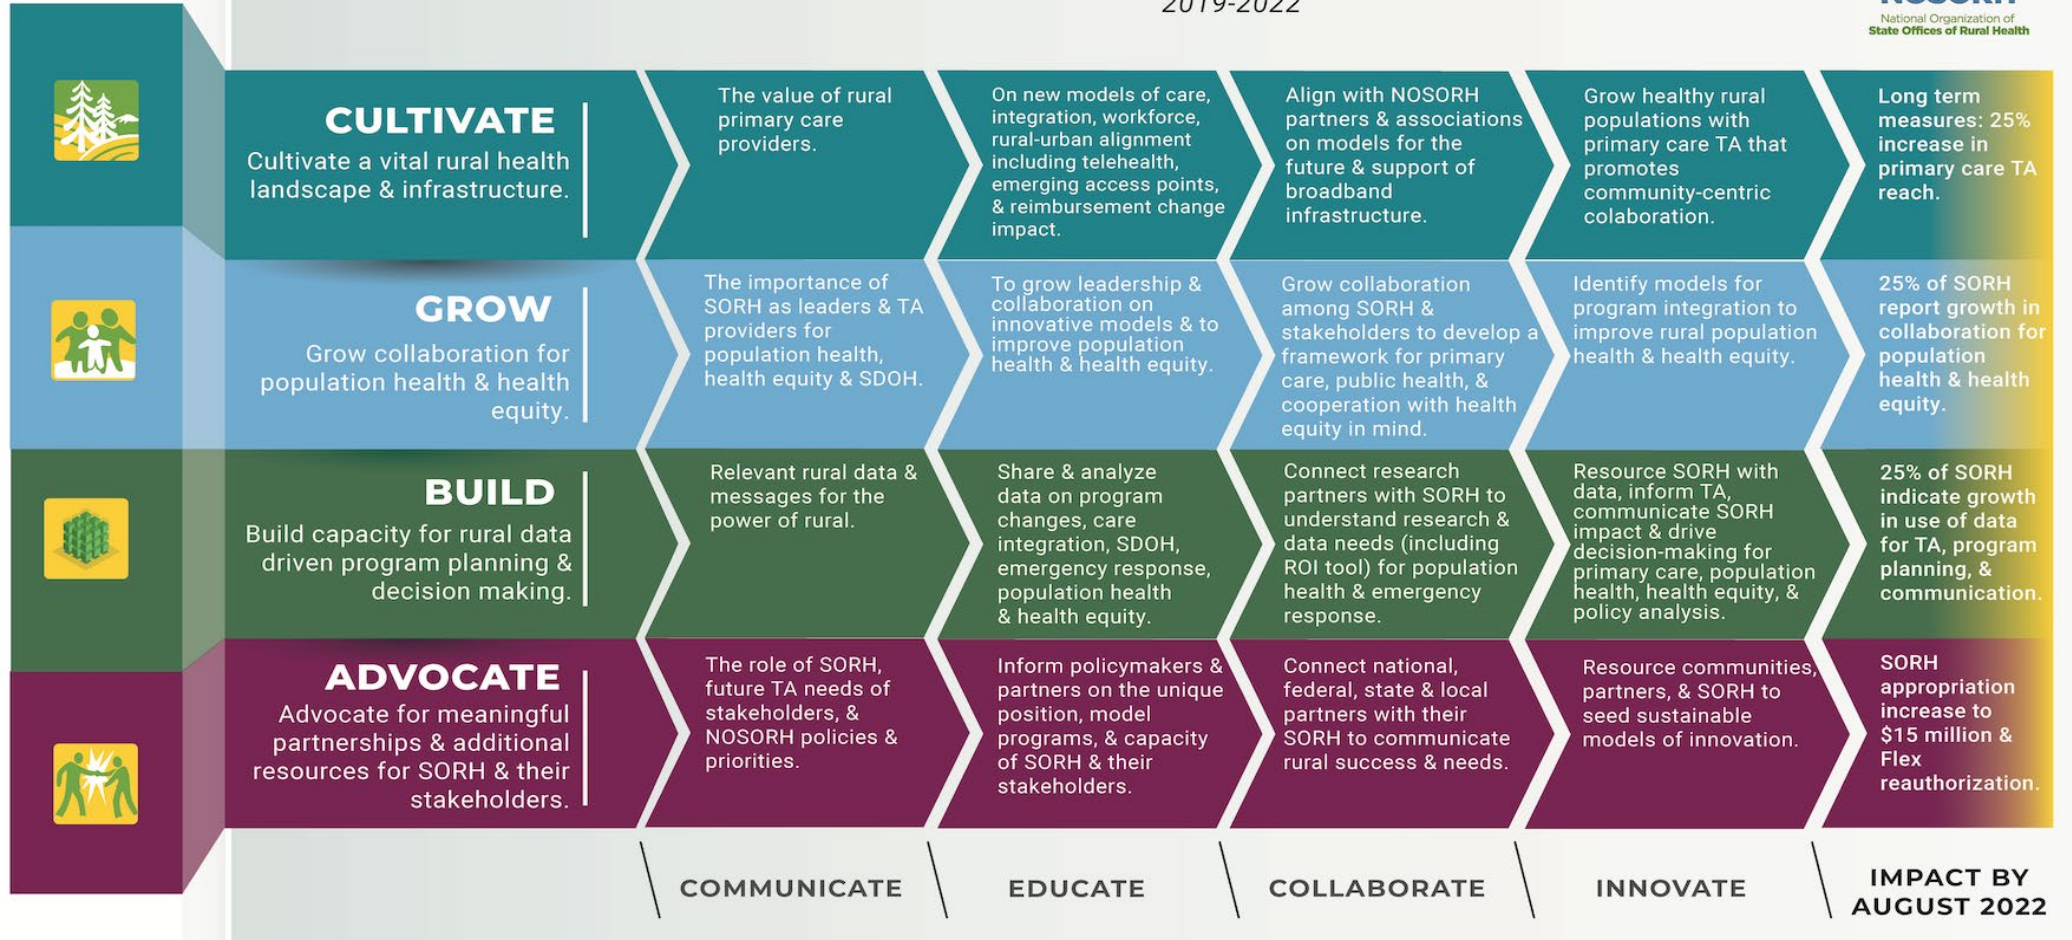 2019-2022
NOSORH
National Organization of
State Offices of Rural Health
CULTIVATE
Cultivate a vital rural health
landscape & infrastructure.
The value of rural
primary care
providers.
On new models of care,
integration, workforce,
rural-urban alignment
including telehealth,
emerging access points,
& reimbursement change
impact.
Align with NOSORH
partners & associations
on models for the
future & support of
broadband
infrastructure.
Grow healthy rural
populations with
primary care TA that
promotes
community-centric
colaboration.
Long term
measures: 25%
increase in
primary care TA
reach.
GROW
Grow collaboration for
population health & health
equity.
The importance of
SORH as leaders & TA
providers for
population health,
health equity & SDOH.
To grow leadership &
collaboration on
innovative models & to
improve population
health & health equity.
Grow collaboration
among SORH &
stakeholders to develop a
framework for primary
care, public health, &
cooperation with health
equity in mind.
Identify models for
program integration to
improve rural population
health & health equity.
25% of SORH
report growth in
collaboration for
population
health & health
equity.
BUILD
Build capacity for rural data
driven program planning &
decision making.
Relevant rural data &
messages for the
power of rural.
Share & analyze
data on program
changes, care
integration, SDOH,
emergency response,
population health
& health equity.
Connect research
partners with SORH to
understand research &
data needs (including
ROI tool) for population
health & emergency
response.
Resource SORH with
data, inform TA,
communicate SORH
impact & drive
decision-making for
primary care, population
health, health equity, &
policy analysis.
25% of SORH
indicate growth
in use of data
for TA, program
planning, &
communication.
ADVOCATE
Advocate for meaningful
partnerships & additional
resources for SORH & their
stakeholders.
The role of SORH,
future TA needs of
stakeholders, &
NOSORH policies &
priorities.
Inform policymakers &
partners on the unique
position, model
programs, & capacity
of SORH & their
stakeholders.
Connect national,
federal, state & local
partners with their
SORH to communicate
rural success & needs.
Resource communities,
partners, & SORH to
seed sustainable
models of innovation.
SORH
appropriation
increase to
$15 million &
Flex
reauthorization.
COMMUNICATE
EDUCATE
COLLABORATE
INNOVATE
IMPACT BY
AUGUST 2022